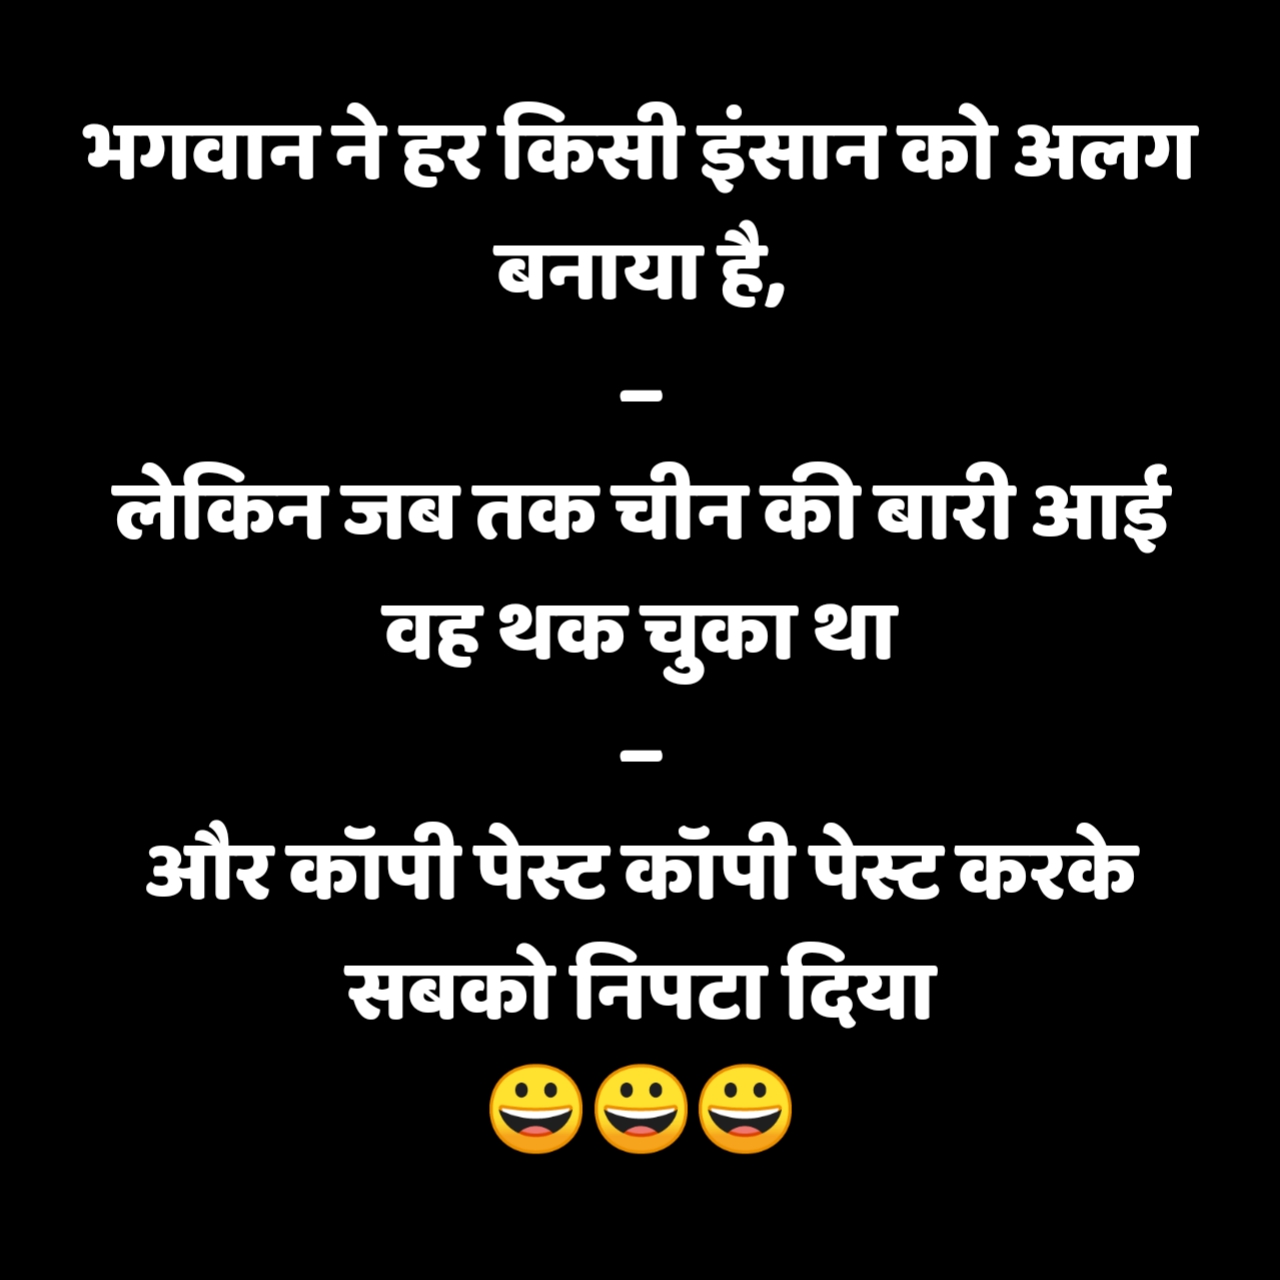 भगवान ने हर किसी इंसान को अलग
बनाया है,
–
लेकिन जब तक चीन की बारी आई
वह थक चुका था
–
और कॉपी पेस्ट कॉपी पेस्ट करके
सबको निपटा दिया
😀😀😀